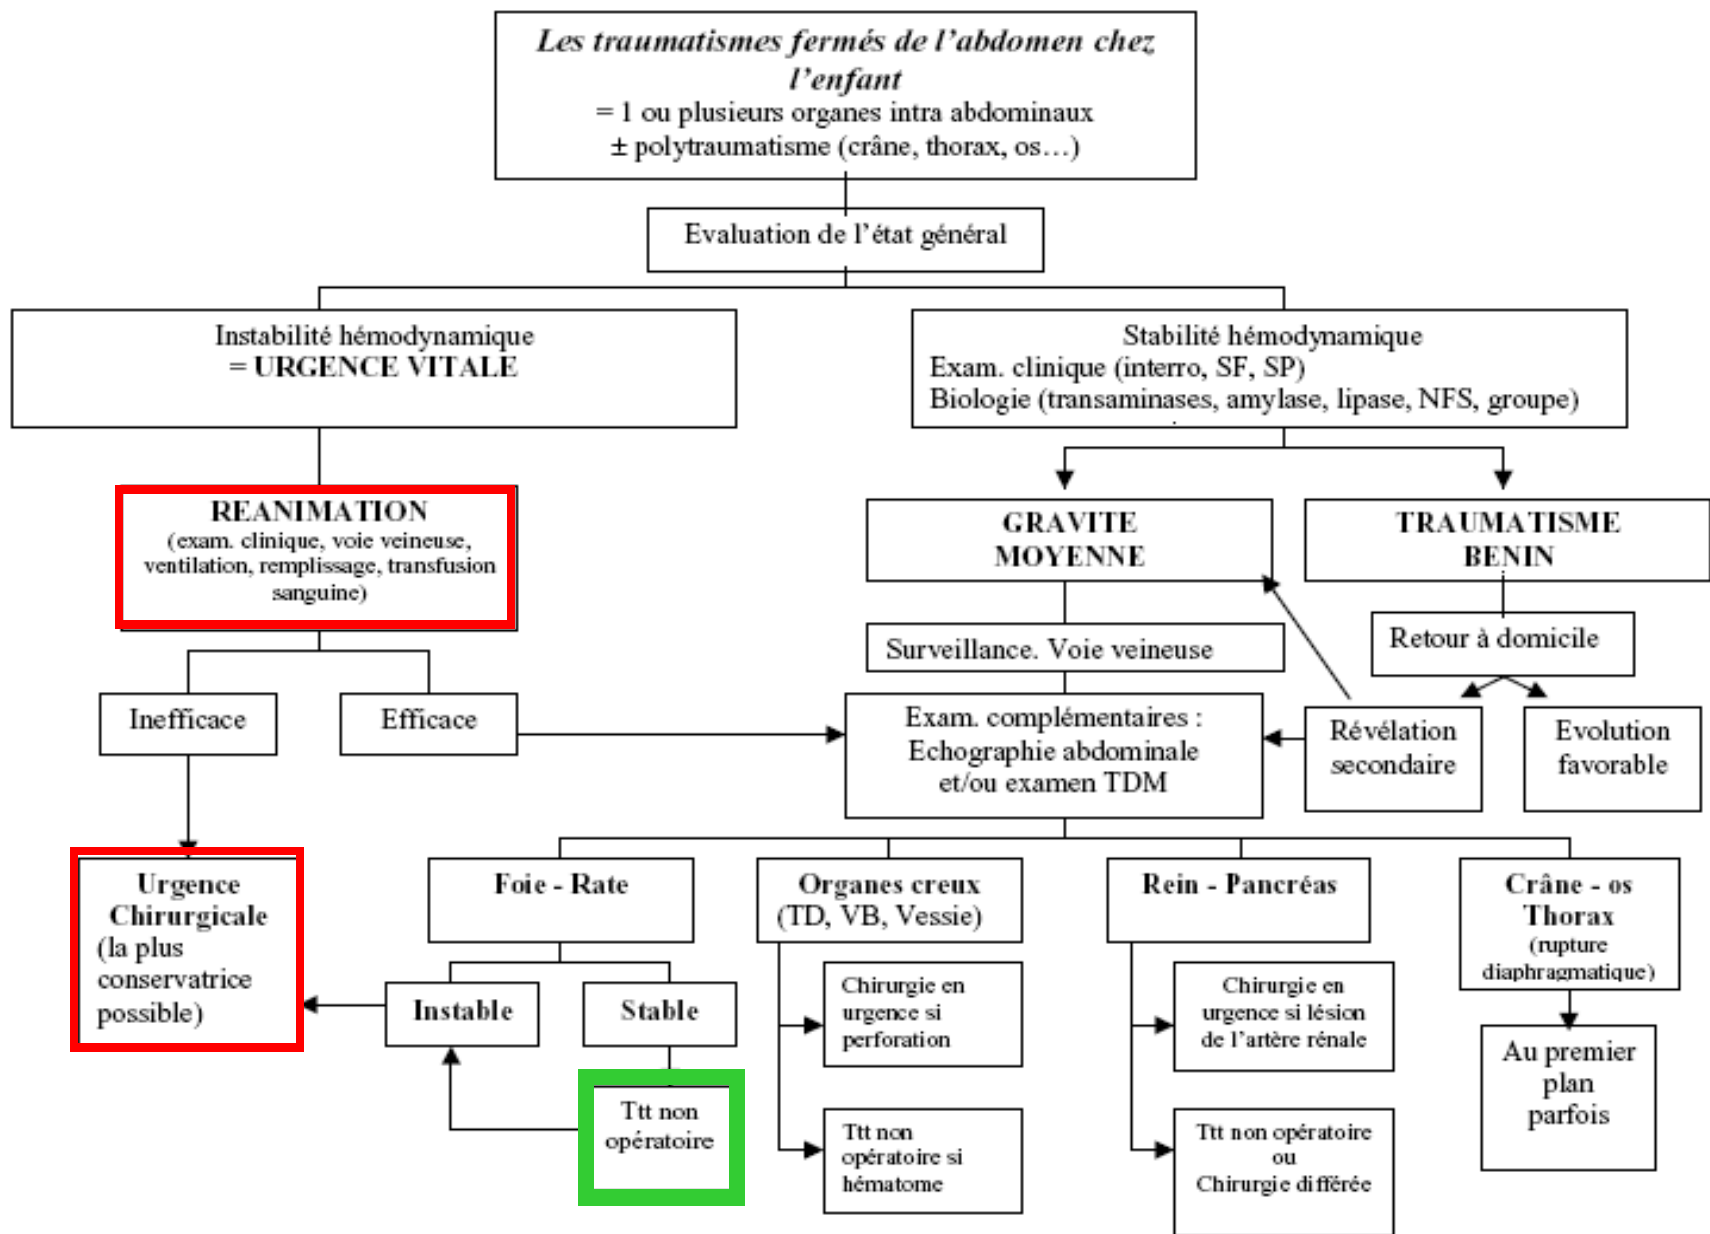 Les traumatismes fermés de l’abdomen chez
l’enfant
= 1 ou plusieurs organes intra abdominaux
± polytraumatisme (crâne, thorax, os…)
Evaluation de l’état général
Instabilité hémodynamique
= URGENCE VITALE
Stabilité hémodynamique
Exam. clinique (interro, SF, SP)
Biologie (transaminases, amylase, lipase, NFS, groupe)
REANIMATION
(exam. clinique, voie veineuse,
ventilation, remplissage, transfusion
sanguine)
GRAVITE
MOYENNE
TRAUMATISME
BENIN
Surveillance. Voie veineuse
Retour à domicile
Inefficace
Efficace
Exam. complémentaires :
Echographie abdominale
et/ou examen TDM
Révélation
secondaire
Evolution
favorable
Urgence
Chirurgicale
(la plus
conservatrice
possible)
Foie - Rate
Organes creux
(TD, VB, Vessie)
Rein - Pancréas
Crâne - os
Thorax
(rupture
diaphragmatique)
Instable
Stable
Chirurgie en
urgence si
perforation
Chirurgie en
urgence si lésion
de l’artère rénale
Au premier
plan
parfois
Ttt non
opératoire
Ttt non
opératoire si
hématome
Ttt non opératoire
ou
Chirurgie différée